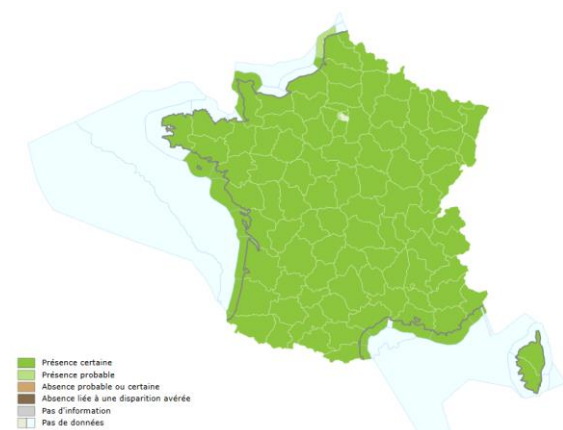 Présence certaine
Présence probable
Absence probable ou certaine
Absence liée à une disparition avérée
Pas d'information
Pas de données